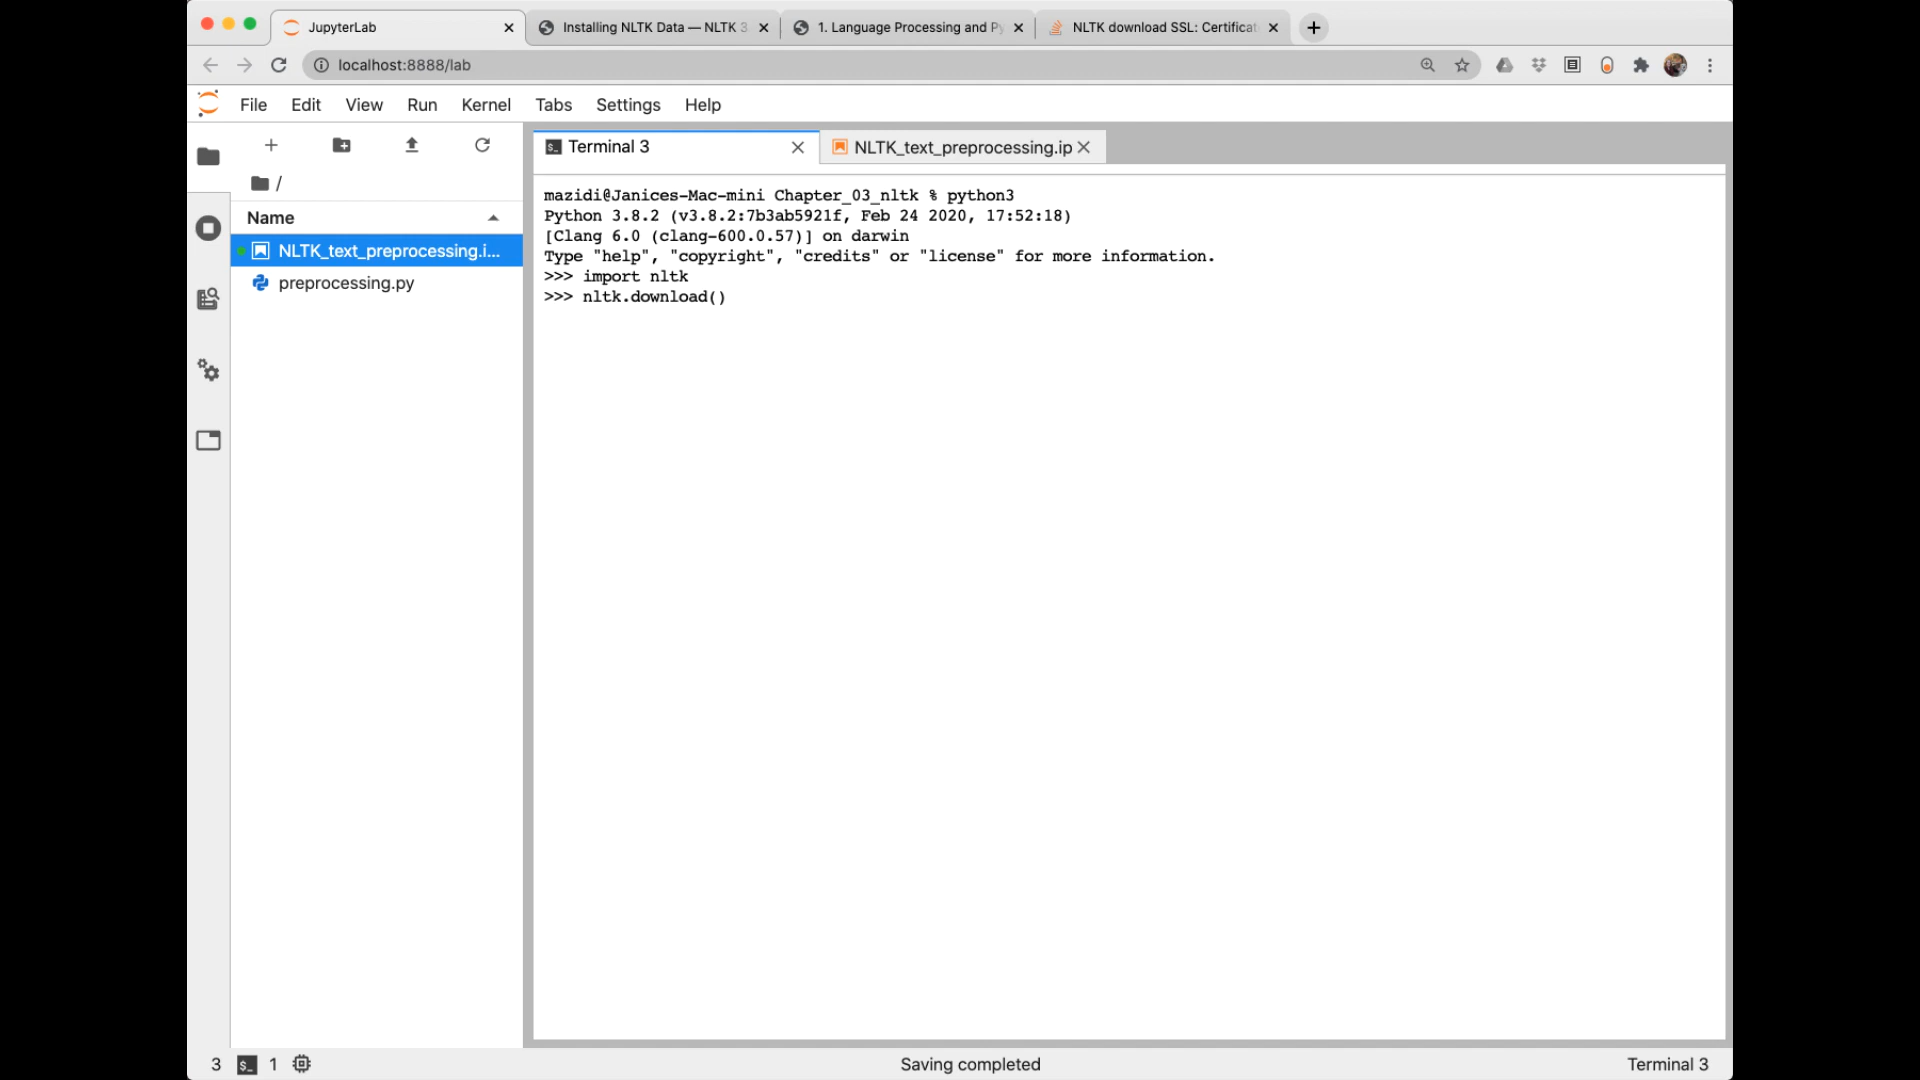 JupyterLab
Installing NLTK Data — NLTK 3
1. Language Processing and Py
NLTK download SSL: Certificat
localhost:8888/lab
File Edit View Run Kernel Tabs Settings Help
Terminal 3
NLTK_text_preprocessing.ip
/
Name
NLTK_text_preprocessing.i...
preprocessing.py
mazidi@Janices-Mac-mini Chapter_03_nltk % python3
Python 3.8.2 (v3.8.2:7b3ab5921f, Feb 24 2020, 17:52:18)
[Clang 6.0 (clang-600.0.57)] on darwin
Type "help", "copyright", "credits" or "license" for more information.
>>> import nltk
>>> nltk.download()
3 1 Saving completed Terminal 3